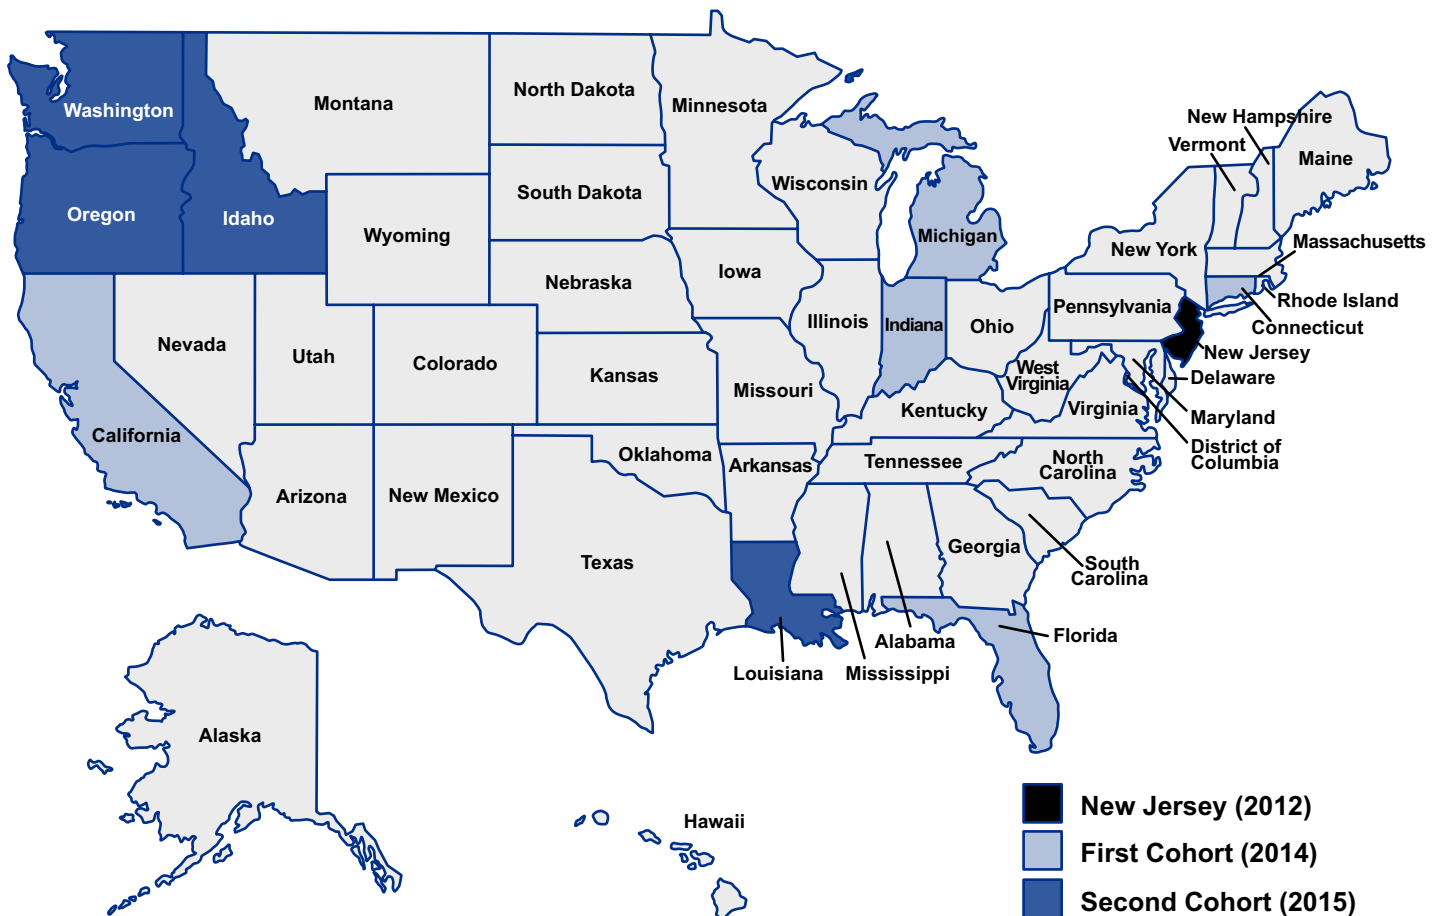 Washington
Montana
North Dakota
Minnesota
New Hampshire
Vermont
Maine
Oregon
Idaho
Wyoming
South Dakota
Wisconsin
Michigan
New York
Massachusetts
Nebraska
Iowa
Pennsylvania
Rhode Island
Connecticut
Nevada
Utah
Colorado
Kansas
Missouri
Illinois
Indiana
Ohio
West
Virginia
Virginia
New Jersey
Delaware
Maryland
District of
Columbia
California
Arizona
New Mexico
Oklahoma
Arkansas
Kentucky
Tennessee
North
Carolina
Texas
Georgia
South
Carolina
Louisiana
Mississippi
Alabama
Florida
Alaska
Hawaii
New Jersey (2012)
First Cohort (2014)
Second Cohort (2015)